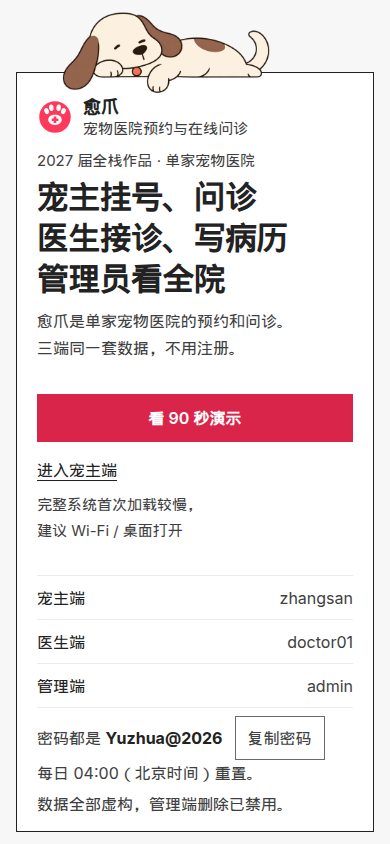 愈爪
宠物医院预约与在线问诊
2027 届全栈作品 · 单家宠物医院
宠主挂号、问诊
医生接诊、写病历
管理员看全院
愈爪是单家宠物医院的预约和问诊。
三端同一套数据，不用注册。
看 90 秒演示
进入宠主端
完整系统首次加载较慢，
建议 Wi-Fi / 桌面打开
宠主端 zhangsan
医生端 doctor01
管理端 admin
密码都是 Yuzhua@2026 复制密码
每日 04:00（北京时间）重置。
数据全部虚构，管理端删除已禁用。